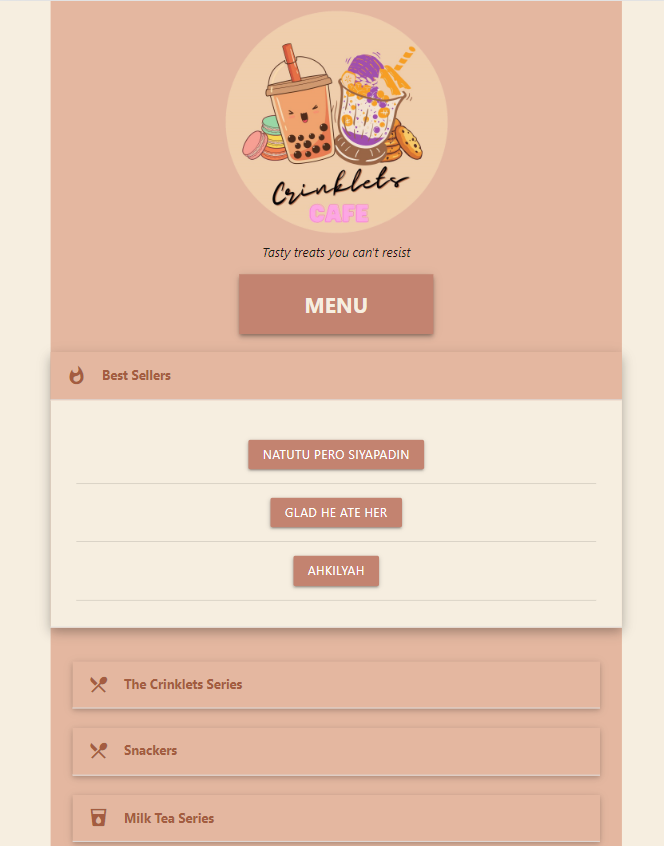 Crinklets
CAFE
Tasty treats you can't resist
MENU
Best Sellers
NATUTU PERO SIYAPADIN
GLAD HE ATE HER
AHKILYAH
The Crinklets Series
Snackers
Milk Tea Series